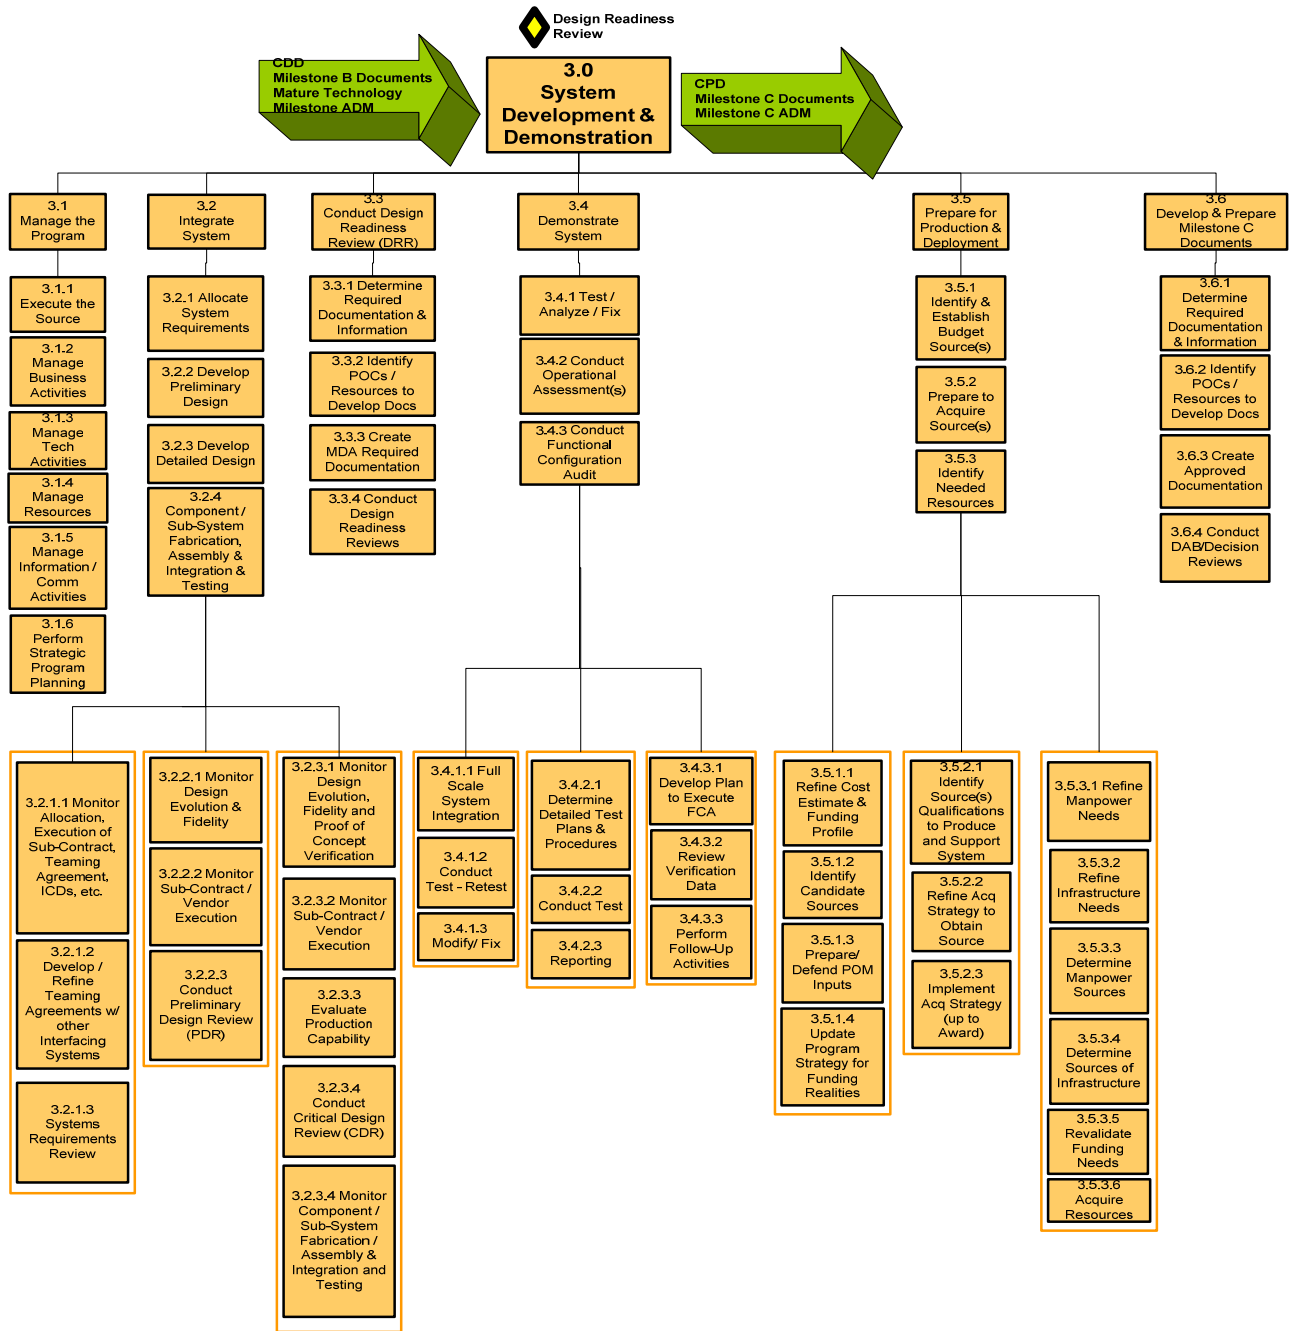 Design Readiness
Review
CDD
Milestone B Documents
Mature Technology
Milestone ADM
3.0
System
Development &
Demonstration
CPD
Milestone C Documents
Milestone C ADM
3.1
Manage the
Program
3.2
Integrate
System
3.3
Conduct Design
Readiness
Review (DRR)
3.4
Demonstrate
System
3.5
Prepare for
Production &
Deployment
3.6
Develop & Prepare
Milestone C
Documents
3.1.1
Execute the
Source
3.1.2
Manage
Business
Activities
3.1.3
Manage
Tech
Activities
3.1.4
Manage
Resources
3.1.5
Manage
Information /
Comm
Activities
3.1.6
Perform
Strategic
Program
Planning
3.2.1 Allocate
System
Requirements
3.2.2 Develop
Preliminary
Design
3.2.3 Develop
Detailed Design
3.2.4
Component /
Sub-System
Fabrication,
Assembly &
Integration &
Testing
3.3.1 Determine
Required
Documentation &
Information
3.3.2 Identify
POCs /
Resources to
Develop Docs
3.3.3 Create
MDA Required
Documentation
3.3.4 Conduct
Design
Readiness
Reviews
3.4.1 Test /
Analyze / Fix
3.4.2 Conduct
Operational
Assessment(s)
3.4.3 Conduct
Functional
Configuration
Audit
3.5.1
Identify &
Establish
Budget
Source(s)
3.5.2
Prepare to
Acquire
Source(s)
3.5.3
Identify
Needed
Resources
3.6.1
Determine
Required
Documentation
& Information
3.6.2 Identify
POCs /
Resources to
Develop Docs
3.6.3 Create
Approved
Documentation
3.6.4 Conduct
DAB/Decision
Reviews
3.2.1.1 Monitor
Allocation,
Execution of
Sub-Contract,
Teaming
Agreement,
ICDs, etc.
3.2.1.2
Develop /
Refine
Teaming
Agreements w/
other
Interfacing
Systems
3.2.1.3
Systems
Requirements
Review
3.2.2.1 Monitor
Design
Evolution &
Fidelity
3.2.2.2 Monitor
Sub-Contract /
Vendor
Execution
3.2.2.3
Conduct
Preliminary
Design Review
(PDR)
3.2.3.1 Monitor
Design
Evolution,
Fidelity and
Proof of
Concept
Verification
3.2.3.2 Monitor
Sub-Contract /
Vendor
Execution
3.2.3.3
Evaluate
Production
Capability
3.2.3.4
Conduct
Critical Design
Review (CDR)
3.2.3.4 Monitor
Component /
Sub-System
Fabrication /
Assembly &
Integration and
Testing
3.4.1.1 Full
Scale
System
Integration
3.4.1.2
Conduct
Test - Retest
3.4.1.3
Modify/ Fix
3.4.2.1
Determine
Detailed Test
Plans &
Procedures
3.4.2.2
Conduct Test
3.4.2.3
Reporting
3.4.3.1
Develop Plan
to Execute
FCA
3.4.3.2
Review
Verification
Data
3.4.3.3
Perform
Follow-Up
Activities
3.5.1.1
Refine Cost
Estimate &
Funding
Profile
3.5.1.2
Identify
Candidate
Sources
3.5.1.3
Prepare/
Defend POM
Inputs
3.5.1.4
Update
Program
Strategy for
Funding
Realities
3.5.2.1
Identify
Source(s)
Qualifications
to Produce
and Support
System
3.5.2.2
Refine Acq
Strategy to
Obtain
Source
3.5.2.3
Implement
Acq Strategy
(up to
Award)
3.5.3.1 Refine
Manpower
Needs
3.5.3.2
Refine
Infrastructure
Needs
3.5.3.3
Determine
Manpower
Sources
3.5.3.4
Determine
Sources of
Infrastructure
3.5.3.5
Revalidate
Funding
Needs
3.5.3.6
Acquire
Resources